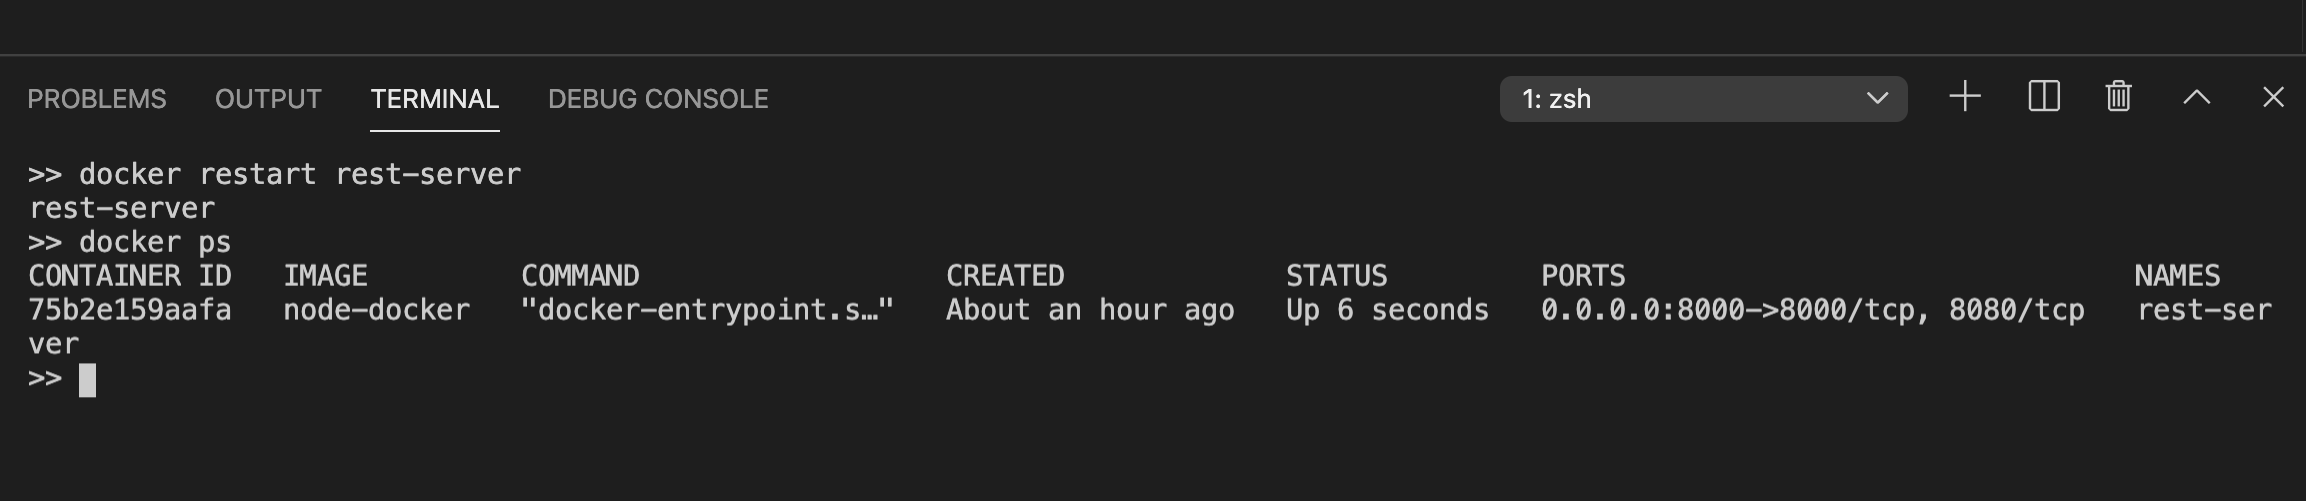 PROBLEMS OUTPUT TERMINAL DEBUG CONSOLE 1: zsh
>> docker restart rest-server
rest-server
>> docker ps
CONTAINER ID   IMAGE         COMMAND                  CREATED             STATUS         PORTS                              NAMES
75b2e159aafa   node-docker   "docker-entrypoint.s…"   About an hour ago   Up 6 seconds   0.0.0.0:8000->8000/tcp, 8080/tcp   rest-ser
ver
>>